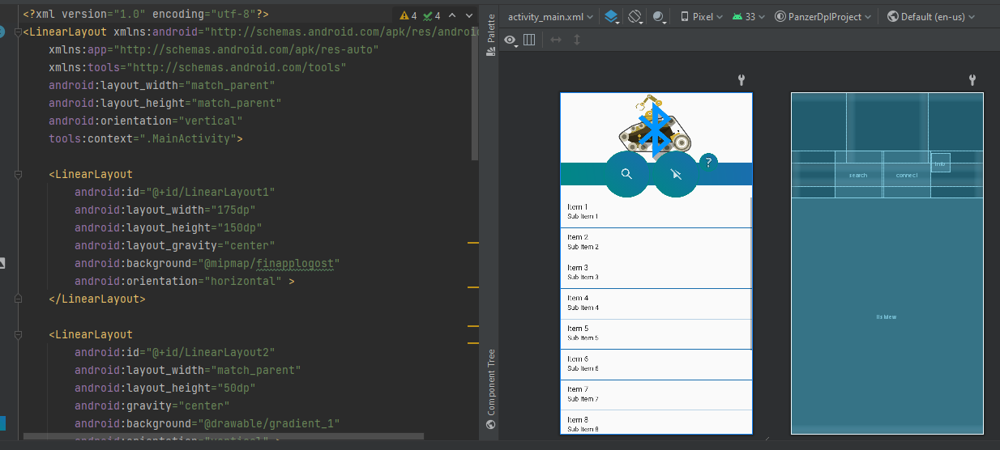 <?xml version="1.0" encoding="utf-8"?>
4 4
<LinearLayout xmlns:android="http://schemas.android.com/apk/res/androi
xmlns:app="http://schemas.android.com/apk/res-auto"
xmlns:tools="http://schemas.android.com/tools"
android:layout_width="match_parent"
android:layout_height="match_parent"
android:orientation="vertical"
tools:context=".MainActivity">
<LinearLayout
android:id="@+id/LinearLayout1"
android:layout_width="175dp"
android:layout_height="150dp"
android:layout_gravity="center"
android:background="@mipmap/finapplogost"
android:orientation="horizontal" >
</LinearLayout>
<LinearLayout
android:id="@+id/LinearLayout2"
android:layout_width="match_parent"
android:layout_height="50dp"
android:gravity="center"
android:background="@drawable/gradient_1"
android:orientation="vertical" >
Palette
Component Tree
activity_main.xml
Pixel
33
PanzerDplProject
Default (en-us)
?
Item 1
Sub Item 1
Item 2
Sub Item 2
Item 3
Sub Item 3
Item 4
Sub Item 4
Item 5
Sub Item 5
Item 6
Sub Item 6
Item 7
Sub Item 7
Item 8
Sub Item 8
search
connect